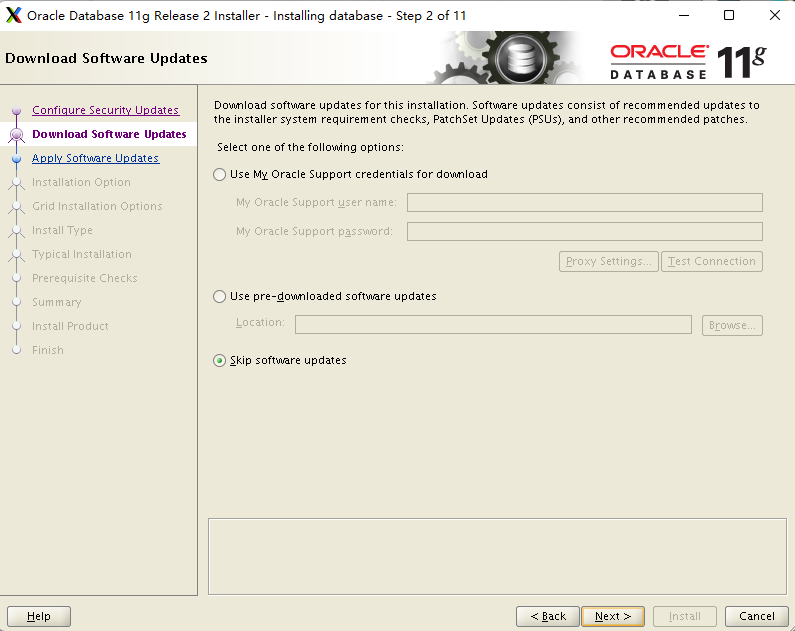 Oracle Database 11g Release 2 Installer - Installing database - Step 2 of 11
Download Software Updates
ORACLE
DATABASE
11g
Configure Security Updates
Download Software Updates
Apply Software Updates
Installation Option
Grid Installation Options
Install Type
Typical Installation
Prerequisite Checks
Summary
Install Product
Finish
Download software updates for this installation. Software updates consist of recommended updates to
the installer system requirement checks, PatchSet Updates (PSUs), and other recommended patches.
Select one of the following options:
Use My Oracle Support credentials for download
My Oracle Support user name:
My Oracle Support password:
Proxy Settings... Test Connection
Use pre-downloaded software updates
Location: Browse...
Skip software updates
Help < Back Next > Install Cancel